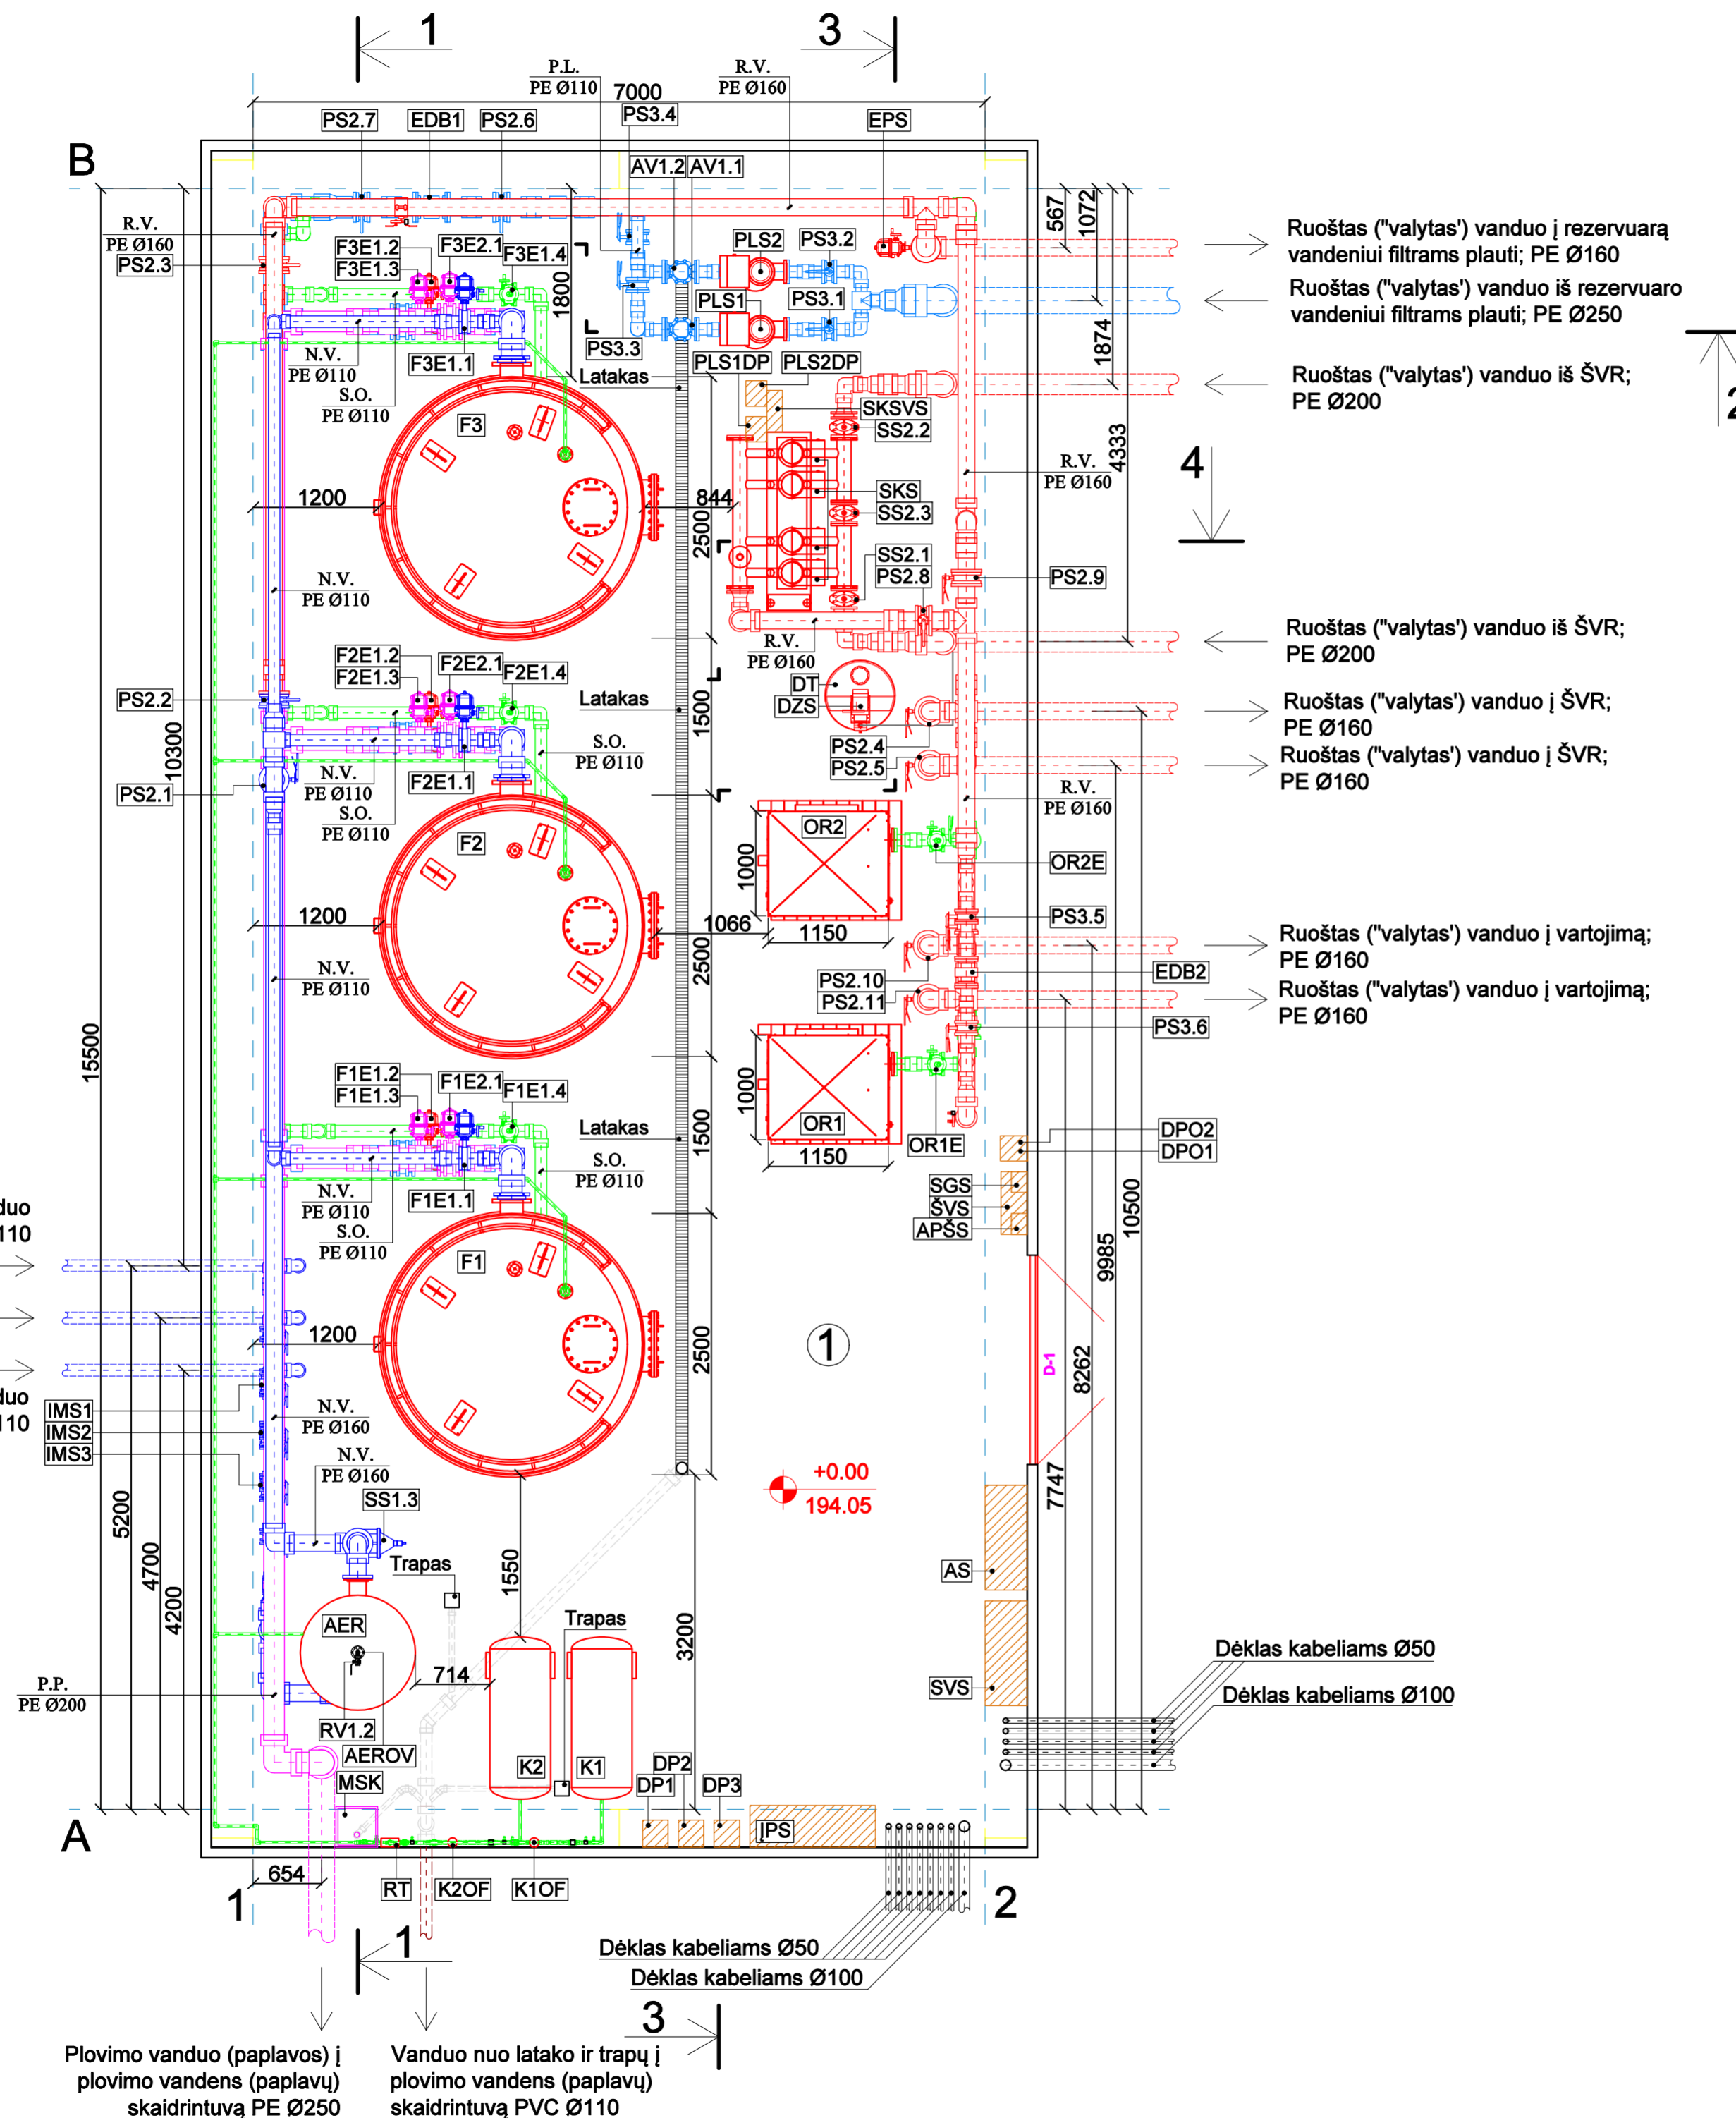 1
3
P.L.
PE Ø110
R.V.
PE Ø160
7000
PS2.7
EDB1
PS2.6
PS3.4
EPS
B
AV1.2
AV1.1
R.V.
PE Ø160
PS2.3
F3E1.2
F3E1.3
F3E2.1
F3E1.4
1800
PLS2
PS3.2
PLS1
PS3.1
567
1072
1874
4333
Ruoštas ("valytas') vanduo į rezervuarą
vandeniui filtrams plauti; PE Ø160
Ruoštas ("valytas') vanduo iš rezervuaro
vandeniui filtrams plauti; PE Ø250
N.V.
PE Ø110
F3E1.1
PS3.3
PLS1DP
PLS2DP
S.O.
PE Ø110
Latakas
Ruoštas ("valytas') vanduo iš ŠVR;
PE Ø200
2
F3
SKSVS
SS2.2
R.V.
PE Ø160
4
1200
844
2500
SKS
SS2.3
N.V.
PE Ø110
SS2.1
PS2.8
PS2.9
R.V.
PE Ø160
Ruoštas ("valytas') vanduo iš ŠVR;
PE Ø200
F2E1.2
F2E1.3
F2E2.1
F2E1.4
PS2.2
Latakas
1500
DT
DZS
Ruoštas ("valytas') vanduo į ŠVR;
PE Ø160
10300
S.O.
PE Ø110
PS2.4
PS2.5
Ruoštas ("valytas') vanduo į ŠVR;
PE Ø160
PS2.1
N.V.
PE Ø110
F2E1.1
S.O.
PE Ø110
R.V.
PE Ø160
F2
OR2
1000
OR2E
1200
1066
1150
PS3.5
2500
N.V.
PE Ø110
PS2.10
PS2.11
EDB2
Ruoštas ("valytas') vanduo į vartojimą;
PE Ø160
Ruoštas ("valytas') vanduo į vartojimą;
PE Ø160
PS3.6
15500
F1E1.2
F1E1.3
F1E2.1
F1E1.4
1000
OR1
Latakas
1500
1150
OR1E
DPO2
DPO1
S.O.
PE Ø110
N.V.
PE Ø110
F1E1.1
S.O.
PE Ø110
SGS
ŠVS
APŠS
10500
9985
8262
7747
duo
110
F1
1200
2500
1
D-1
duo
110
IMS1
IMS2
IMS3
N.V.
PE Ø160
N.V.
PE Ø160
+0.00
194.05
SS1.3
5200
4700
4200
Trapas
1550
AS
AER
Trapas
3200
714
SVS
Dėklas kabeliams Ø50
Dėklas kabeliams Ø100
P.P.
PE Ø200
RV1.2
AEROV
MSK
K2
K1
DP1
DP2
DP3
ĮPS
A
654
RT
K2OF
K1OF
1
2
1
Dėklas kabeliams Ø50
Dėklas kabeliams Ø100
3
Plovimo vanduo (paplavos) į
plovimo vandens (paplavų)
skaidrintuvą PE Ø250
Vanduo nuo latako ir trapų į
plovimo vandens (paplavų)
skaidrintuvą PVC Ø110